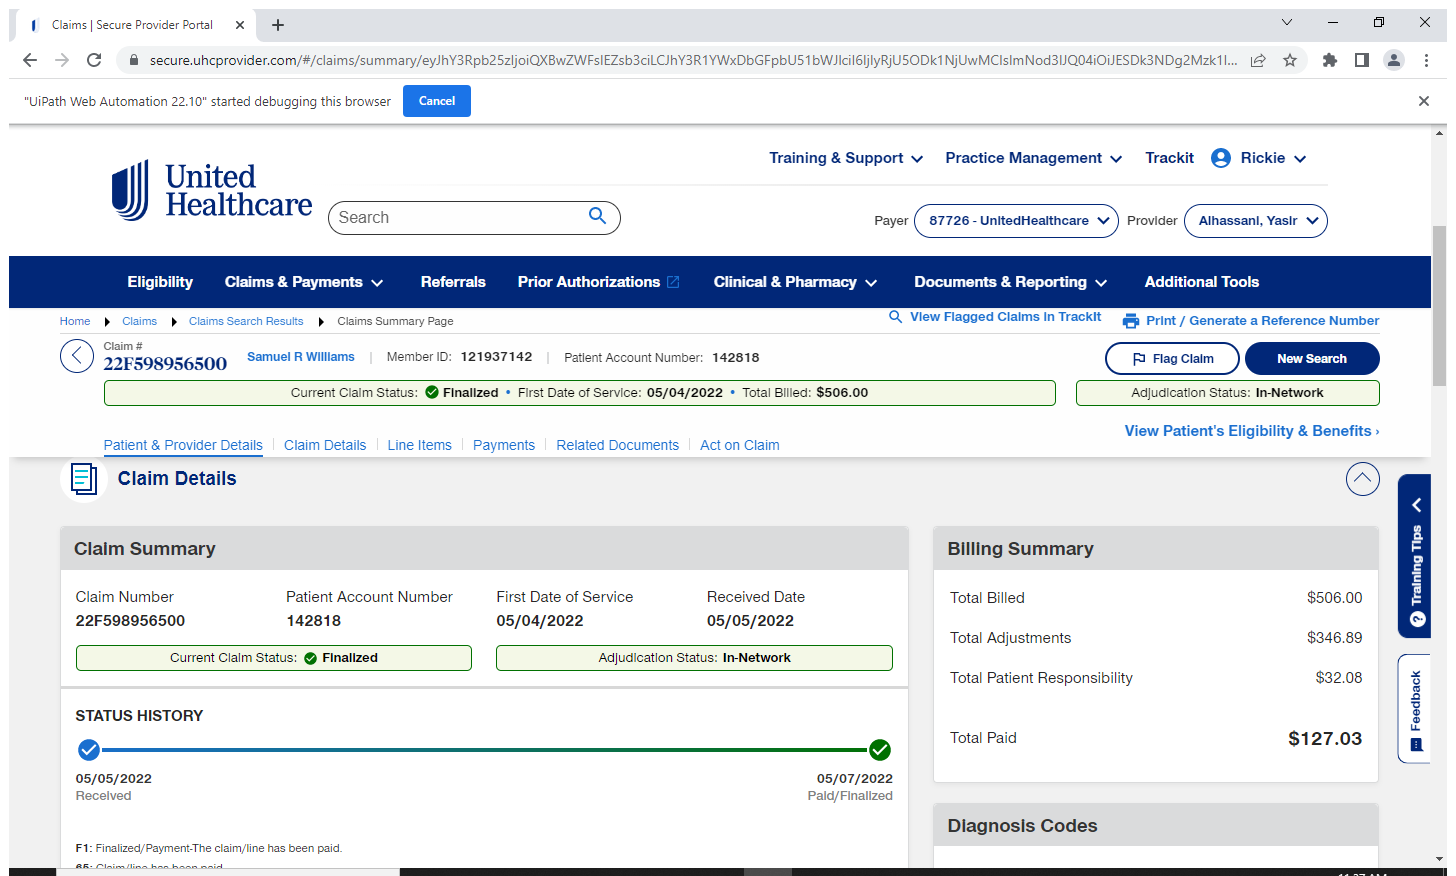 Claims | Secure Provider Portal
secure.uhcprovider.com/#/claims/summary/
"UiPath Web Automation 22.10" started debugging this browser
Cancel
Training & Support
Practice Management
Trackit
Rickie
United
Healthcare
Search
Payer
87726 - UnitedHealthcare
Provider
Alhassani, Yasir
Eligibility
Claims & Payments
Referrals
Prior Authorizations
Clinical & Pharmacy
Documents & Reporting
Additional Tools
Home
Claims
Claims Search Results
Claims Summary Page
View Flagged Claims in TrackIt
Print / Generate a Reference Number
Claim #
22F598956500
Samuel R Williams | Member ID: 121937142 | Patient Account Number: 142818
Flag Claim
New Search
Current Claim Status: Finalized • First Date of Service: 05/04/2022 • Total Billed: $506.00
Adjudication Status: In-Network
Patient & Provider Details
Claim Details
Line Items
Payments
Related Documents
Act on Claim
View Patient's Eligibility & Benefits ›
Claim Details
Claim Summary
Claim Number
Patient Account Number
First Date of Service
Received Date
22F598956500
142818
05/04/2022
05/05/2022
Current Claim Status: Finalized
Adjudication Status: In-Network
STATUS HISTORY
05/05/2022
Received
05/07/2022
Paid/Finalized
F1: Finalized/Payment-The claim/line has been paid.
65: Claim/line has been paid.
Billing Summary
Total Billed $506.00
Total Adjustments $346.89
Total Patient Responsibility $32.08
Total Paid $127.03
Diagnosis Codes
Training Tips
Feedback